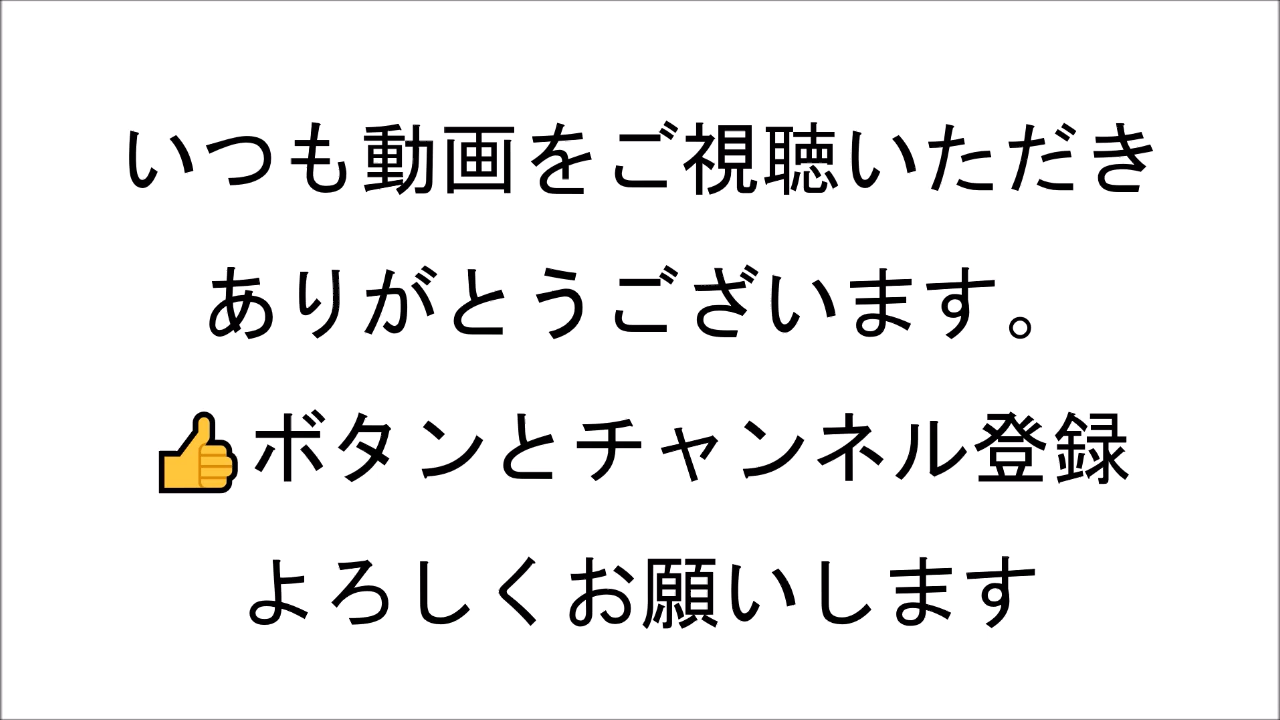 いつも動画をご視聴いただき
ありがとうございます。
👍ボタンとチャンネル登録
よろしくお願いします